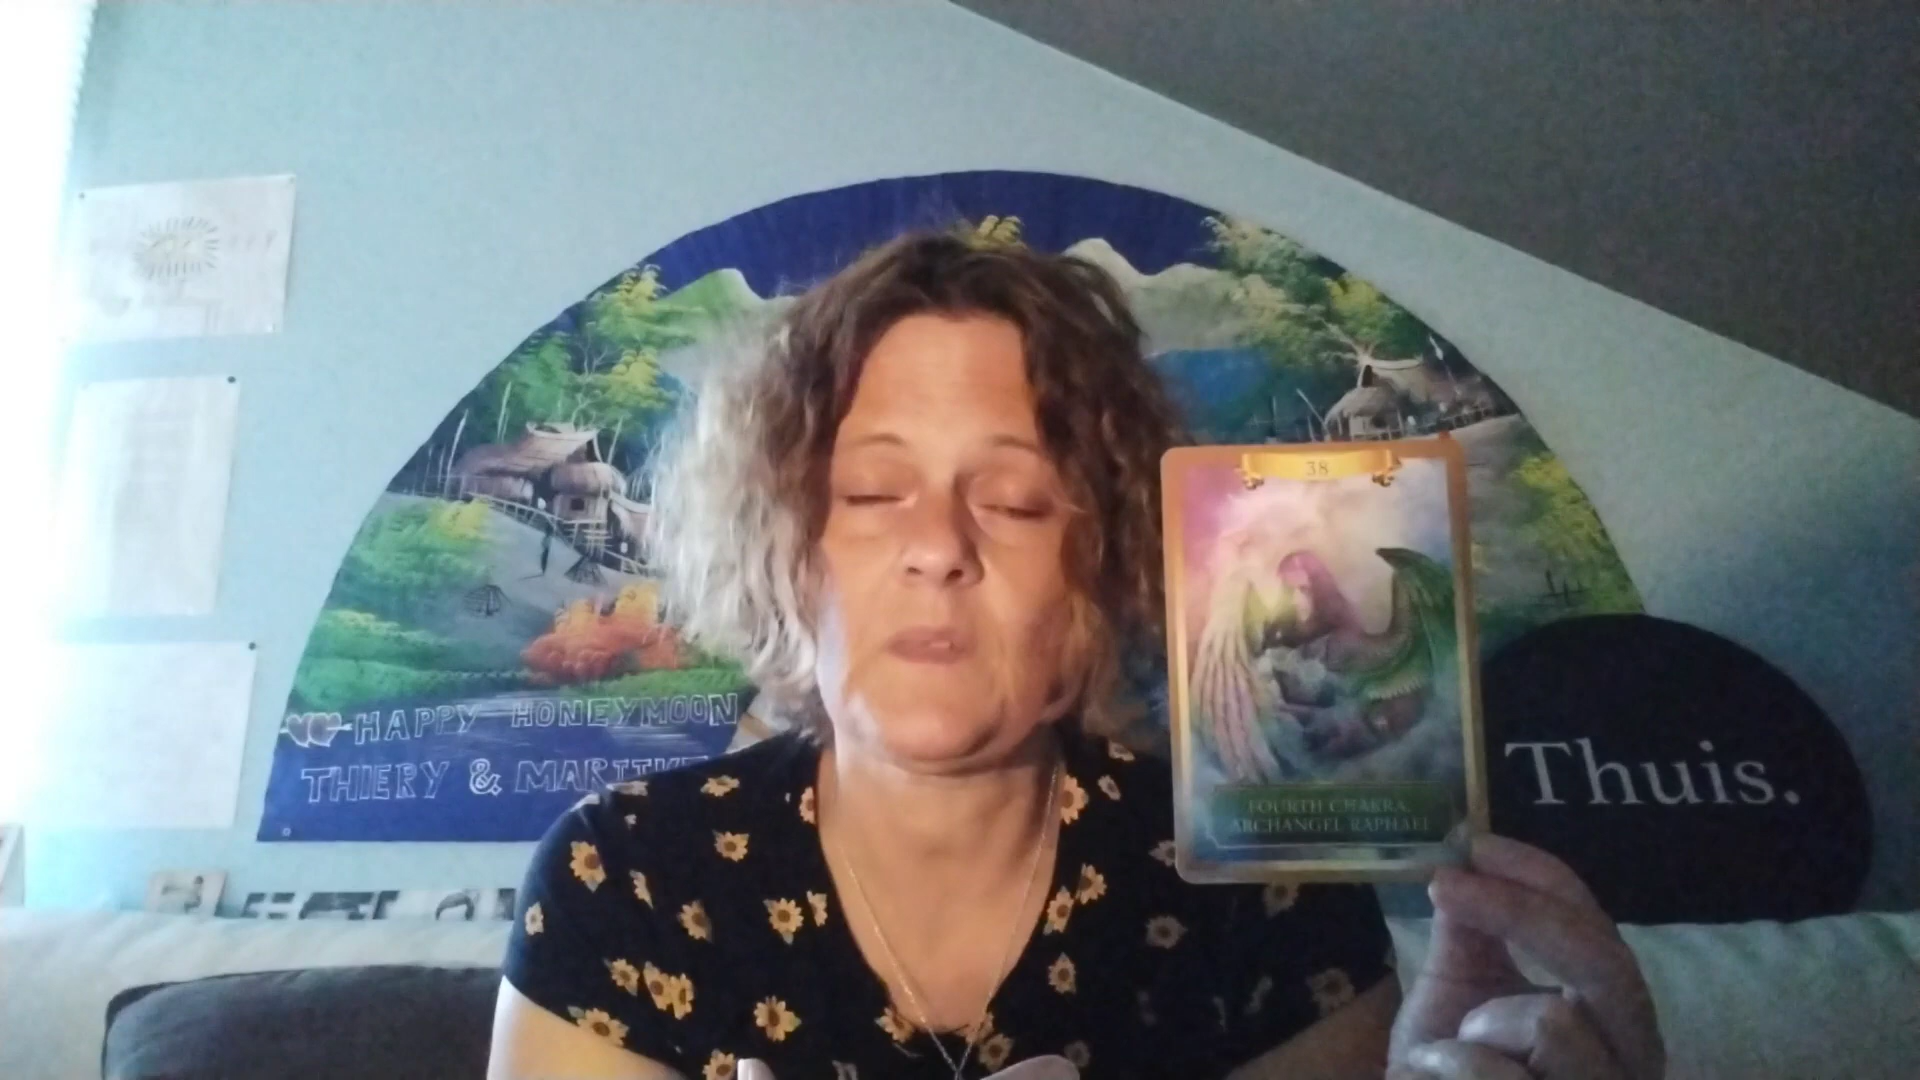 38
HAPPY HONEYMOON
THIERY &
FOURTH CHAKRA,
ARCHANGEL RAPHAEL
Thuis.